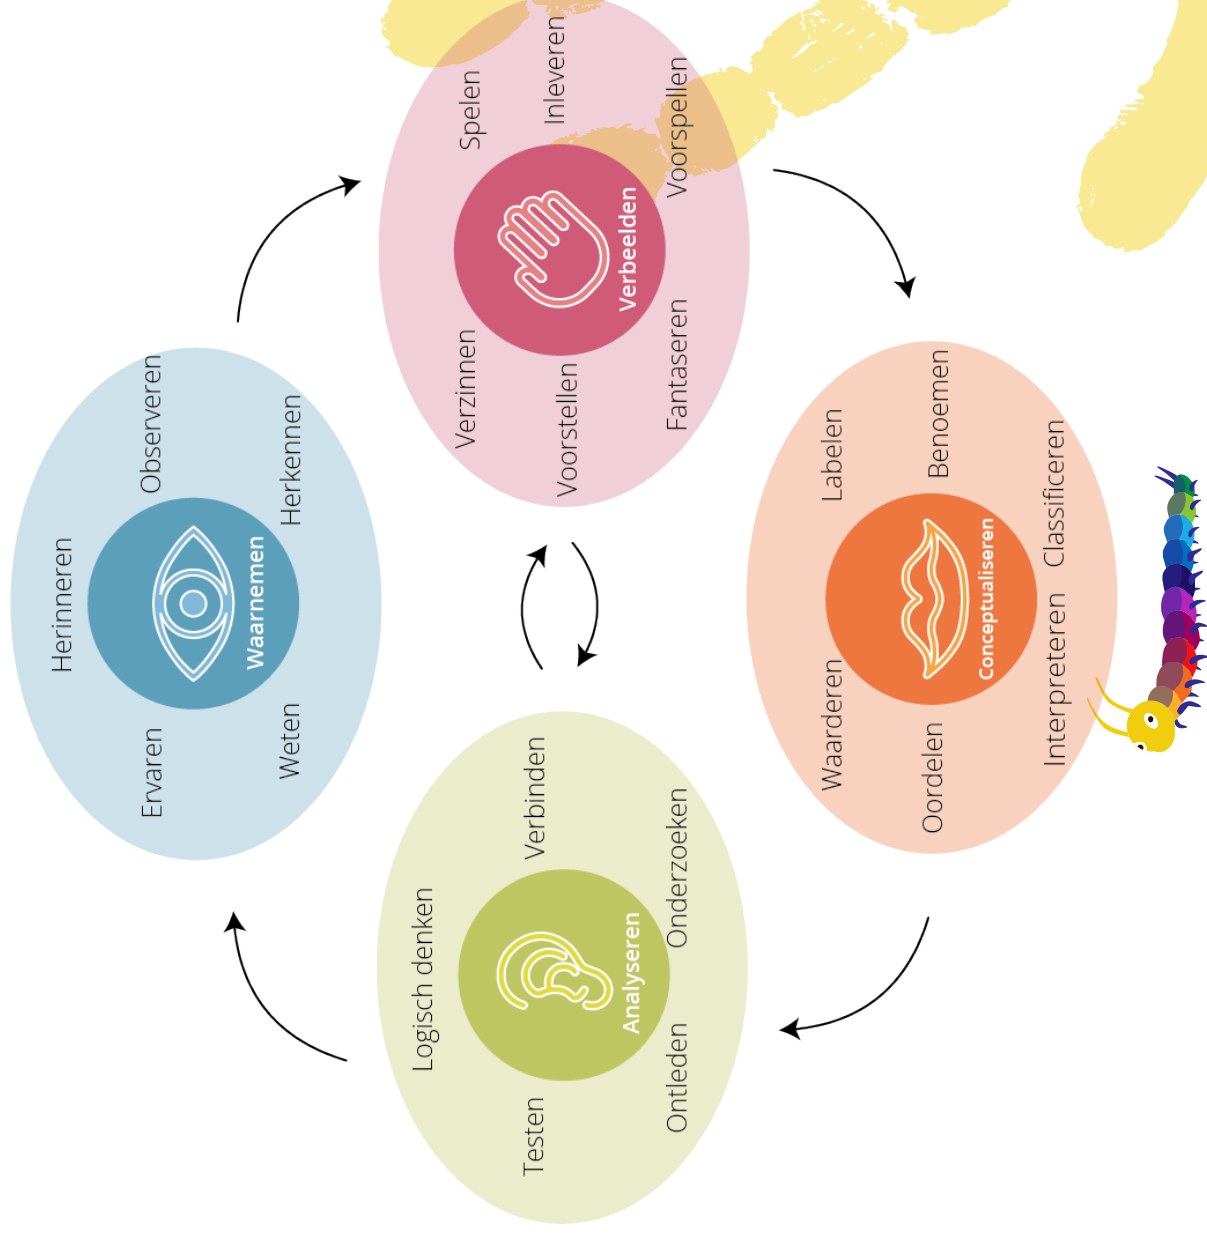 Herinneren
Ervaren
Observeren
Waarnemen
Weten
Herkennen
Logisch denken
Testen
Verbinden
Analyseren
Ontleden
Onderzoeken
Verzinnen
Spelen
Voorstellen
Inleveren
Verbeelden
Fantaseren
Voorspellen
Waarderen
Labelen
Oordelen
Benoemen
Conceptualiseren
Interpreteren
Classificeren